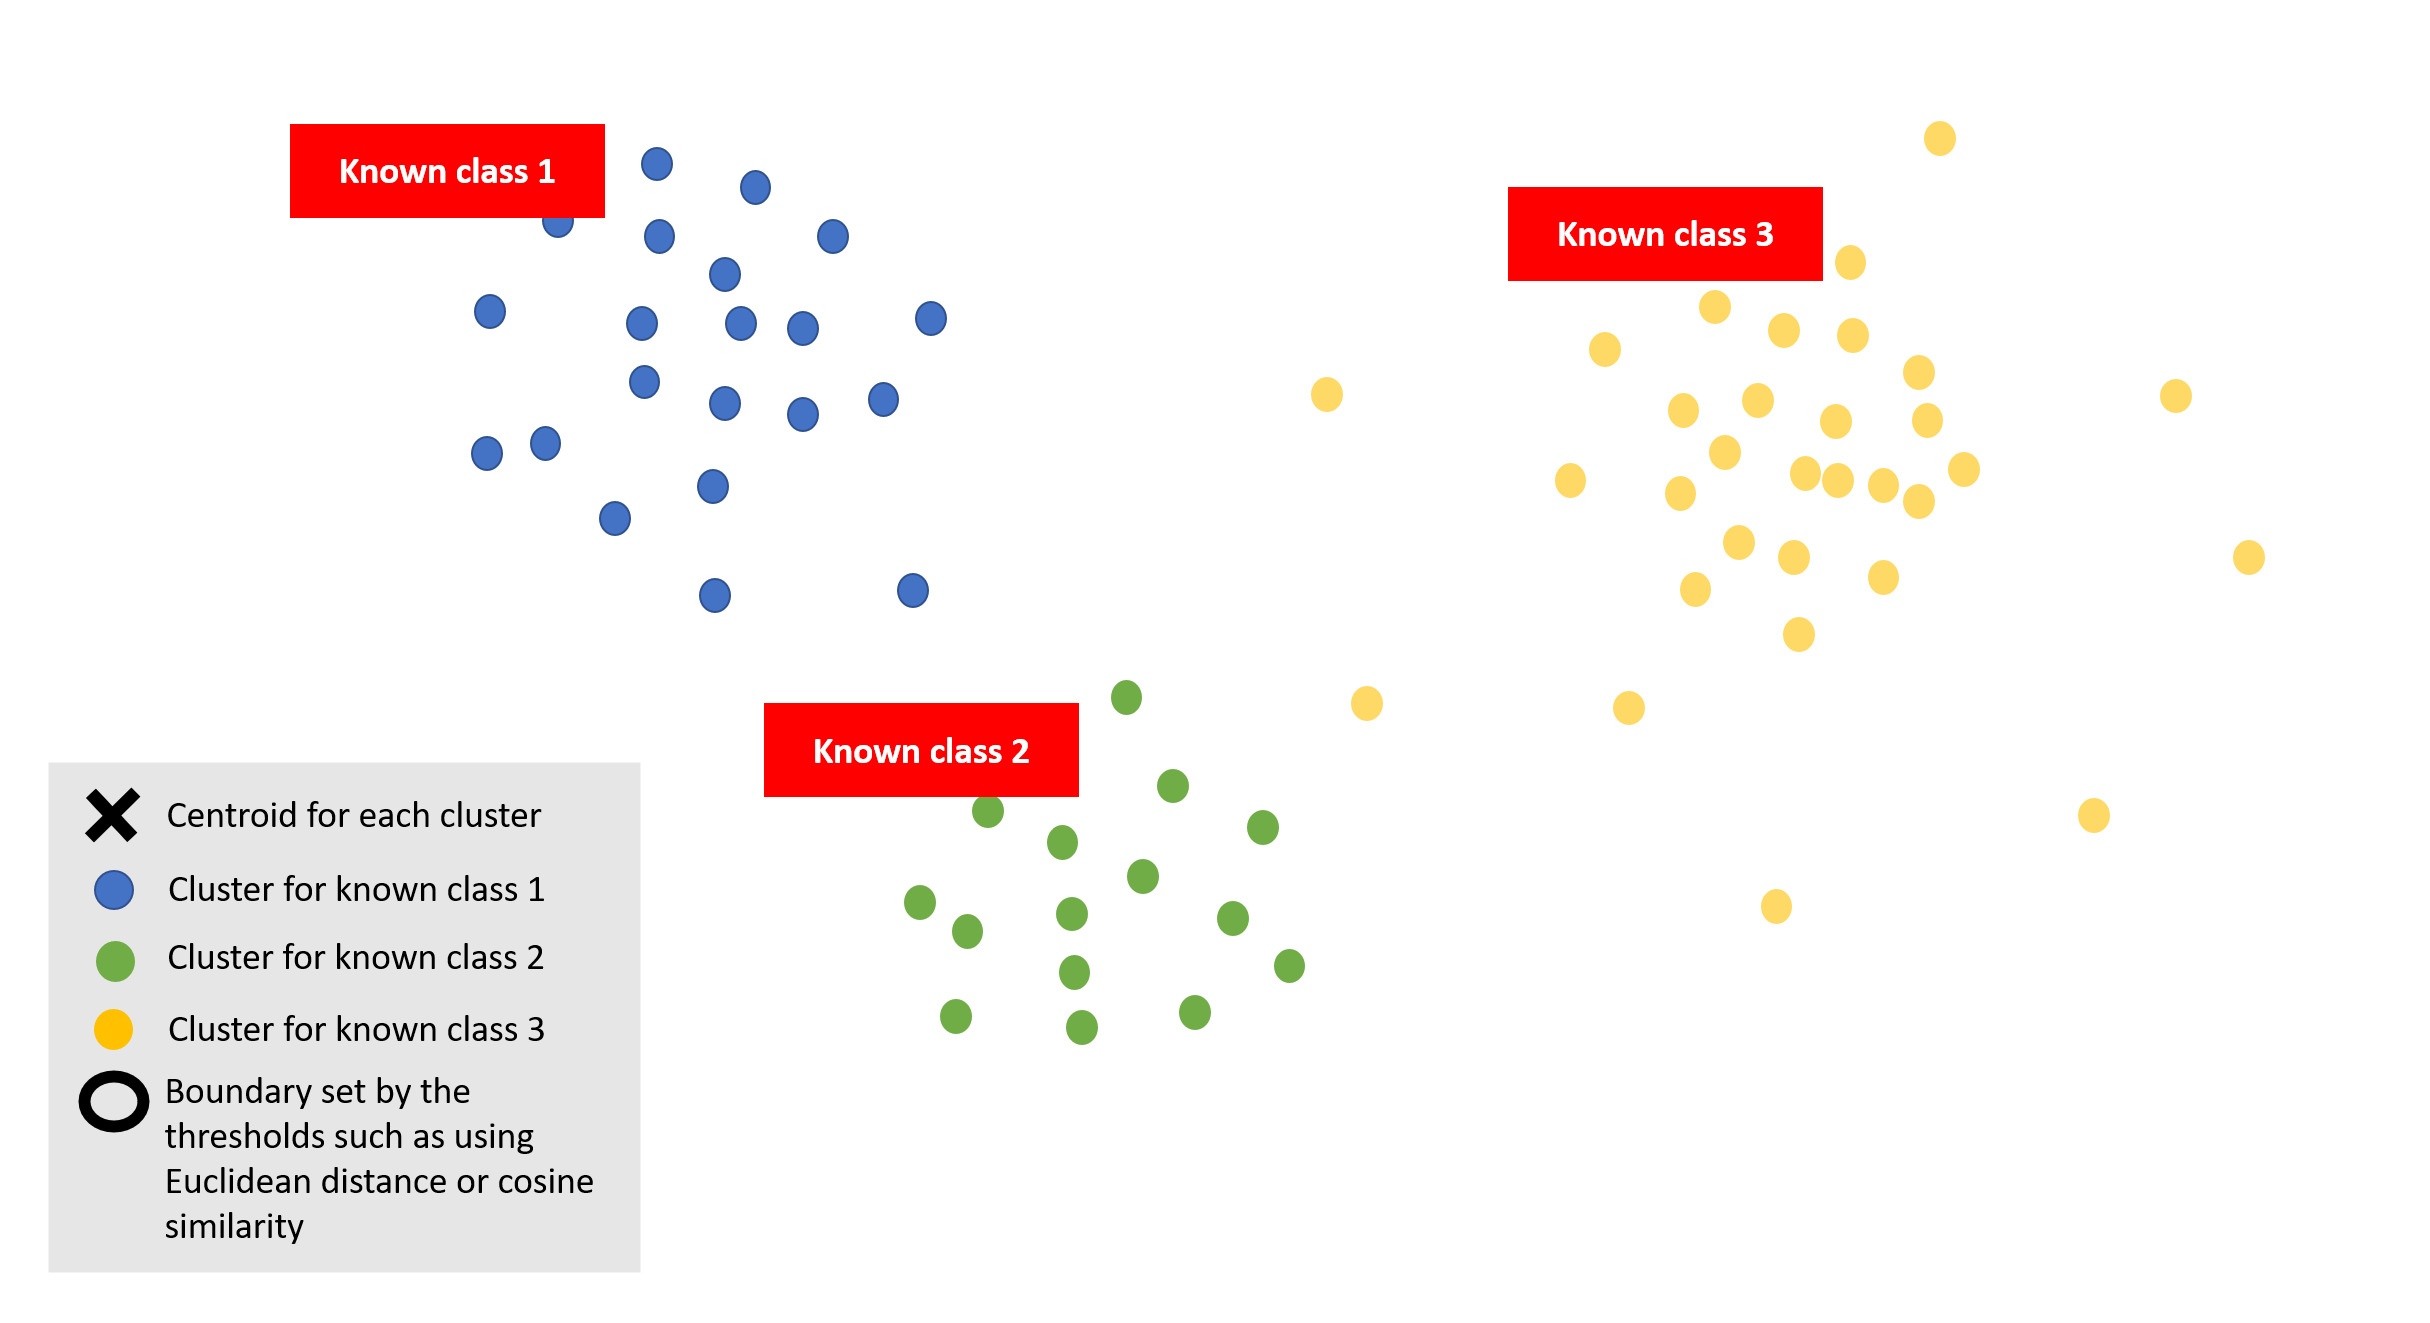 Known class 1
Known class 3
Known class 2
Centroid for each cluster
Cluster for known class 1
Cluster for known class 2
Cluster for known class 3
Boundary set by the
thresholds such as using
Euclidean distance or cosine
similarity